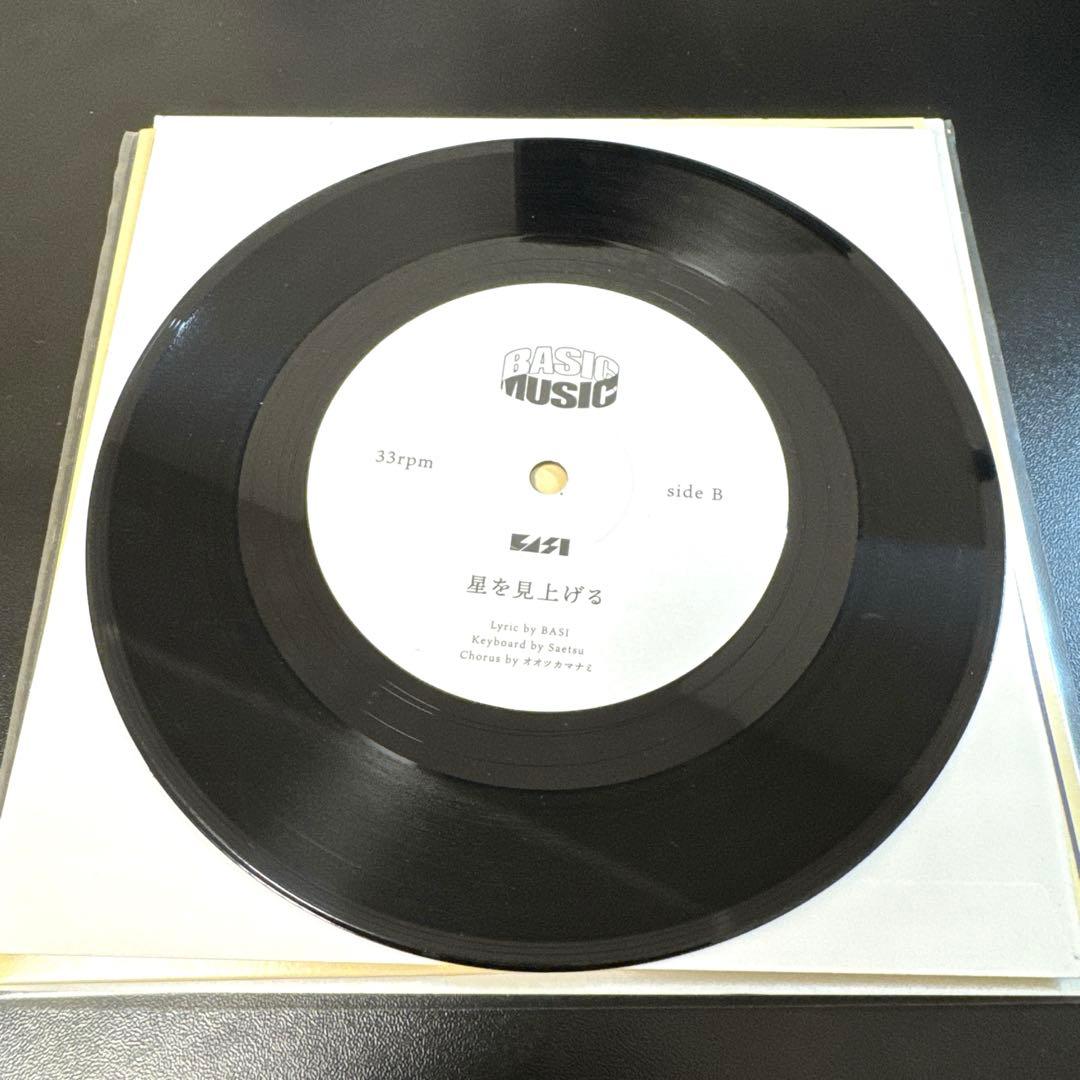 BASIC
MUSIC
33rpm
side B
BASI
星を見上げる
Lyric by BASI
Keyboard by Saetsu
Chorus by オオツカマナミ